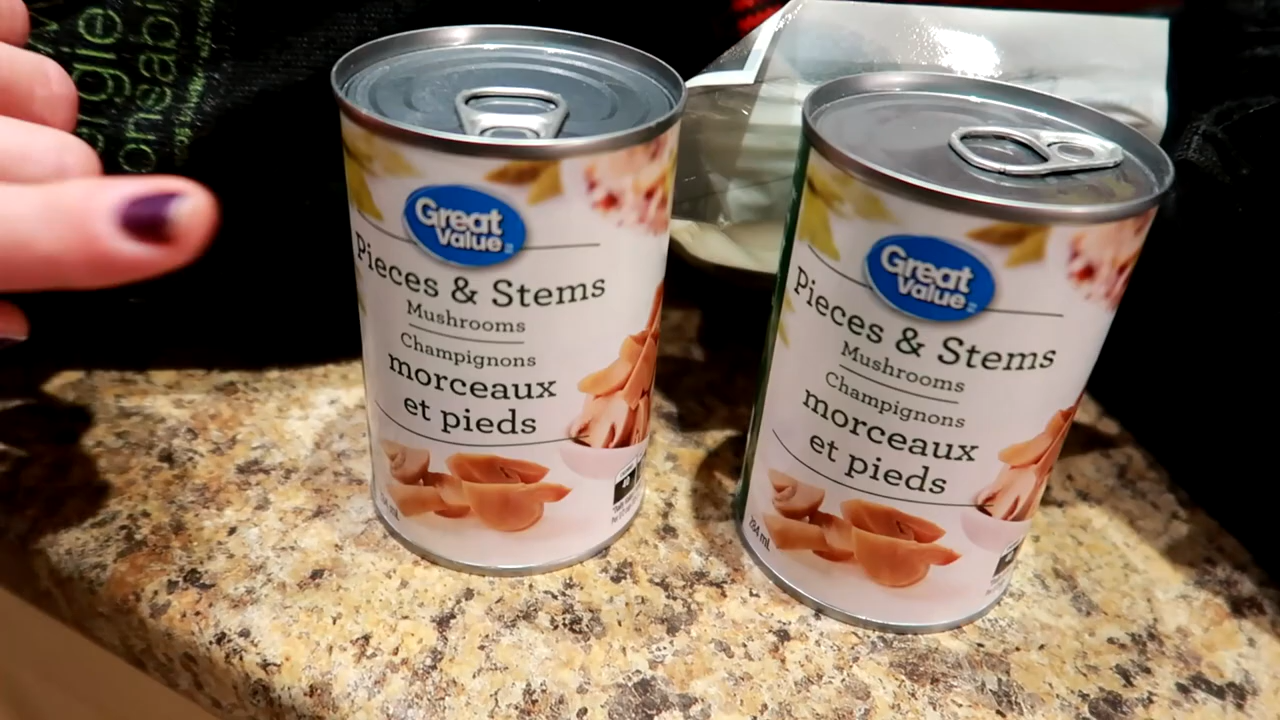 Great
Value
Pieces & Stems
Mushrooms
Champignons
morceaux
et pieds
Great
Value
Pieces & Stems
Mushrooms
Champignons
morceaux
et pieds
284 mL